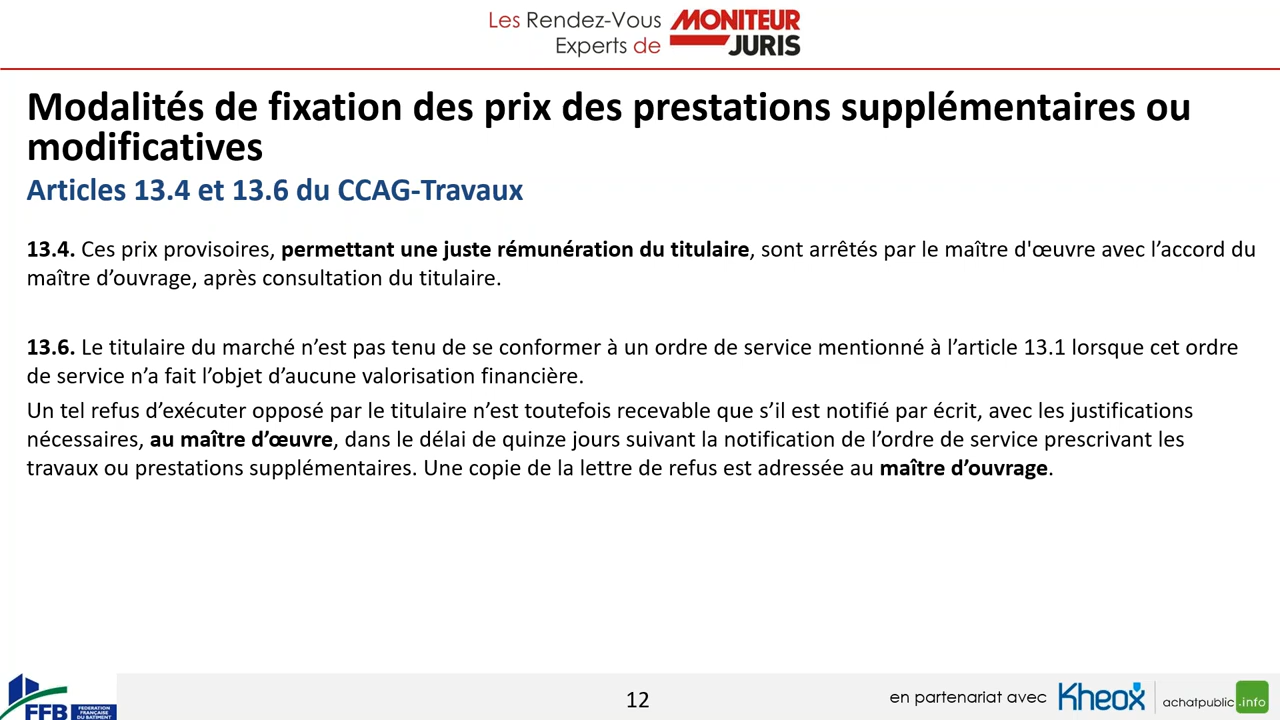 Les Rendez-Vous
Experts de
MONITEUR
JURIS
Modalités de fixation des prix des prestations supplémentaires ou
modificatives
Articles 13.4 et 13.6 du CCAG-Travaux
13.4. Ces prix provisoires, permettant une juste rémunération du titulaire, sont arrêtés par le maître d'œuvre avec l’accord du
maître d’ouvrage, après consultation du titulaire.
13.6. Le titulaire du marché n’est pas tenu de se conformer à un ordre de service mentionné à l’article 13.1 lorsque cet ordre
de service n’a fait l’objet d’aucune valorisation financière.
Un tel refus d’exécuter opposé par le titulaire n’est toutefois recevable que s’il est notifié par écrit, avec les justifications
nécessaires, au maître d’œuvre, dans le délai de quinze jours suivant la notification de l’ordre de service prescrivant les
travaux ou prestations supplémentaires. Une copie de la lettre de refus est adressée au maître d’ouvrage.
FFB
FEDERATION
FRANÇAISE
DU BÂTIMENT
12
en partenariat avec
Kheox
achatpublic.info